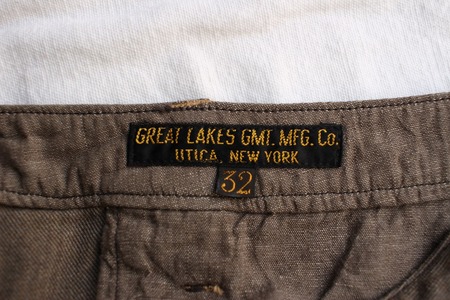 GREAT LAKES GMT. MFG. Co.
UTICA, NEW YORK
32